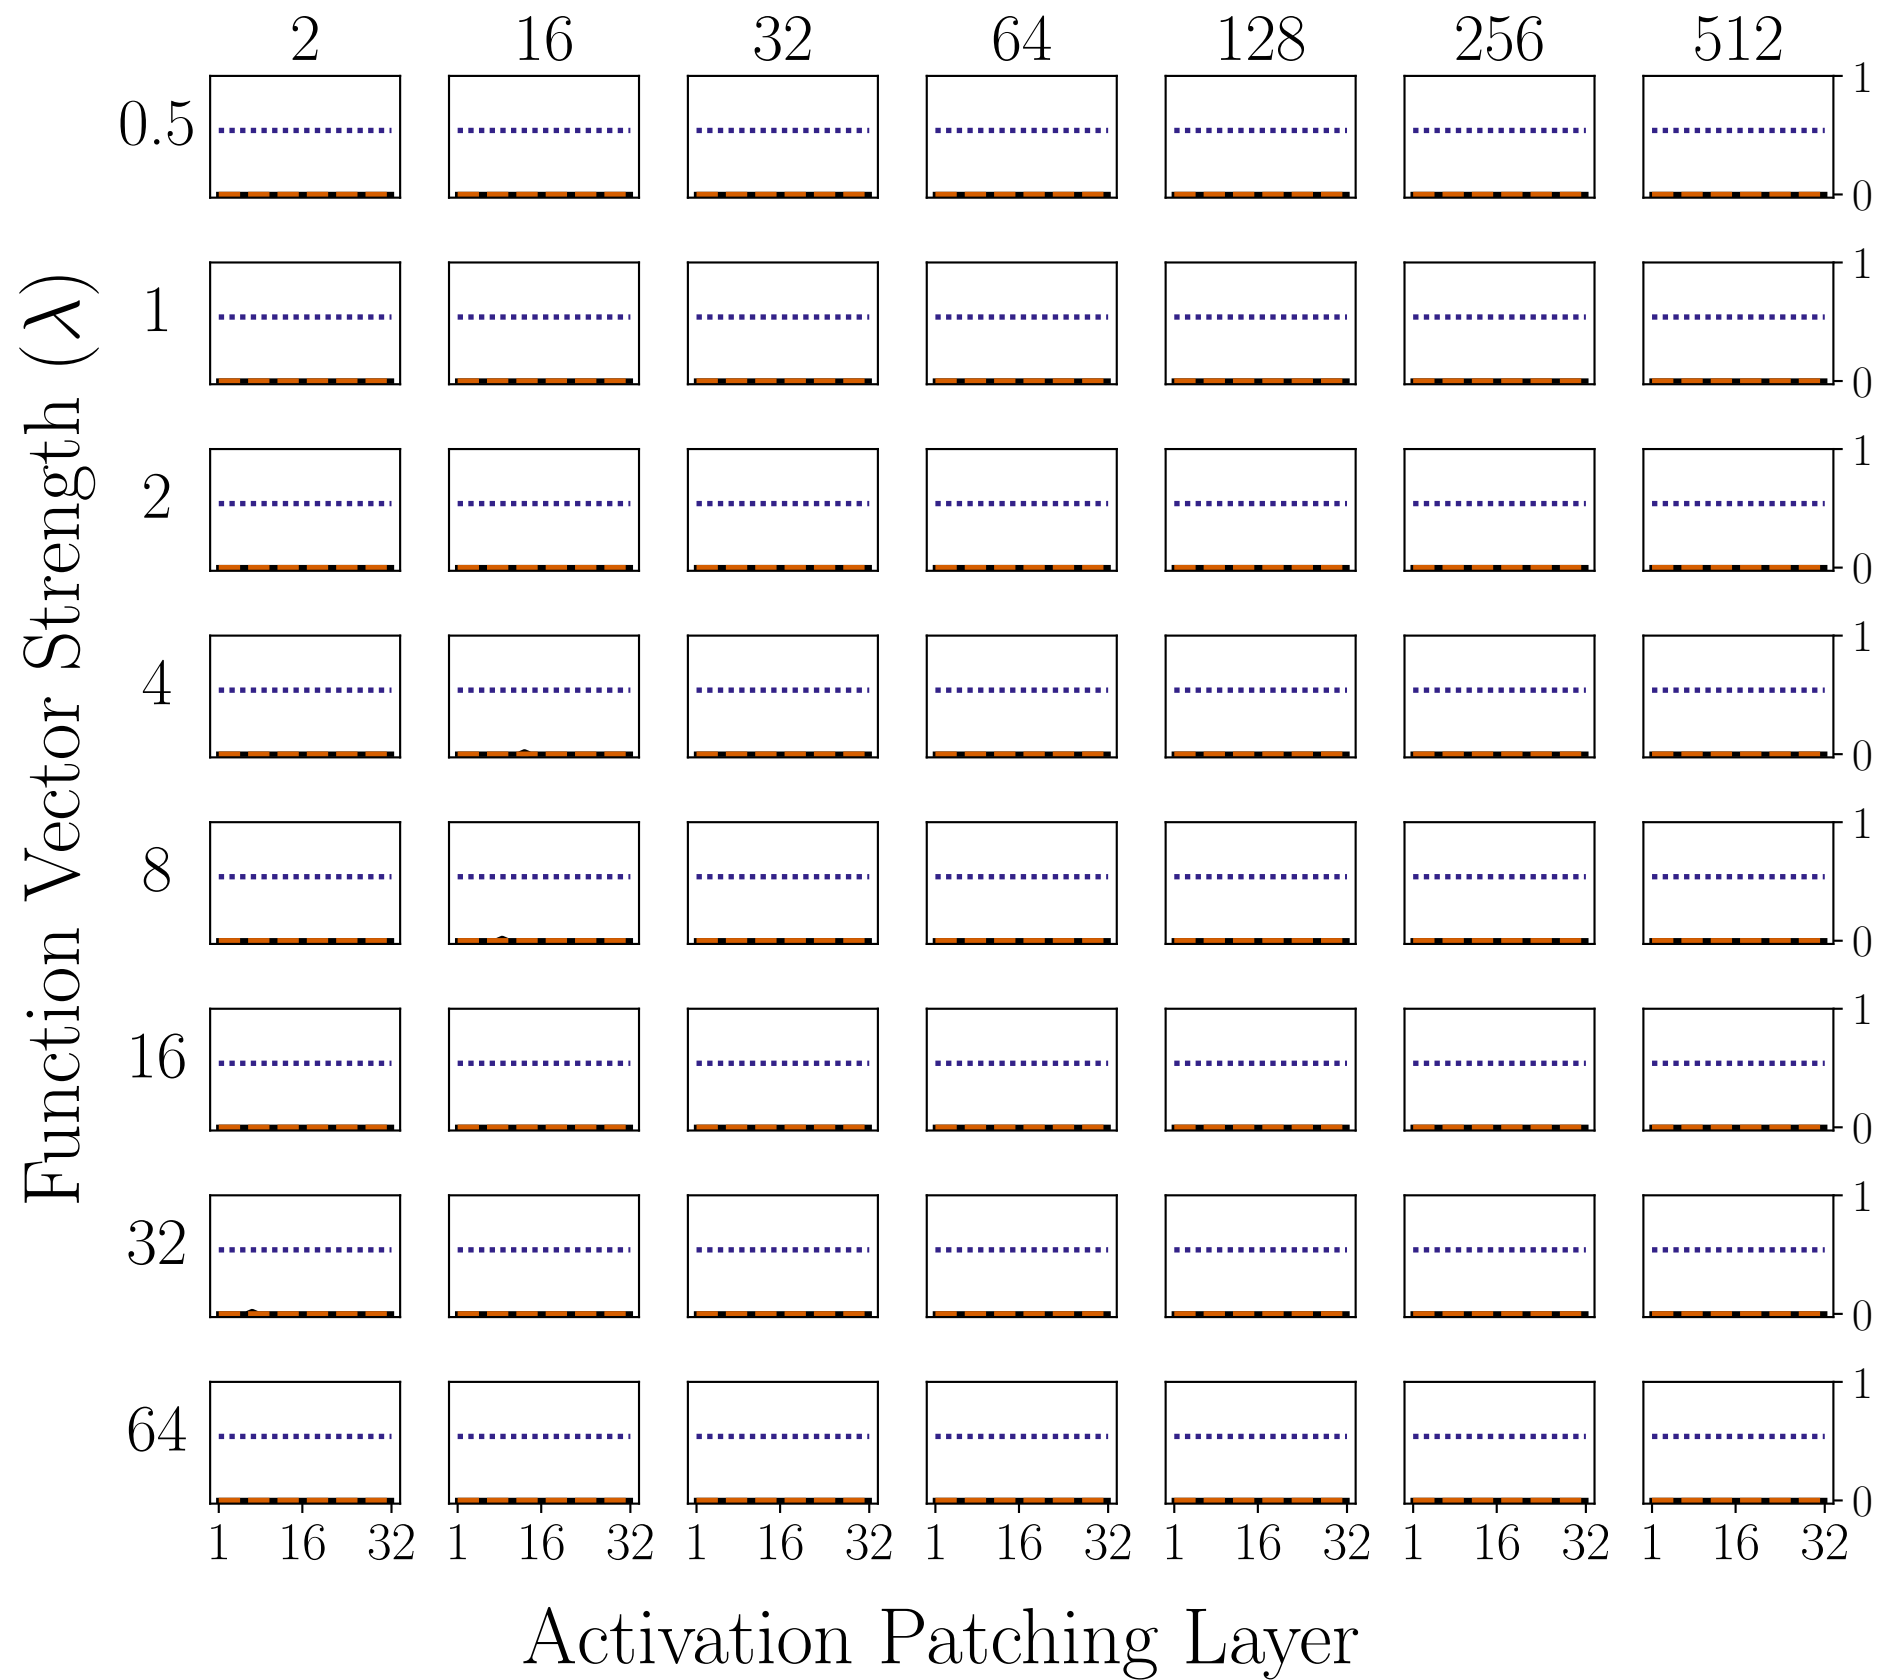 2 16 32 64 128 256 512
Function Vector Strength (λ)
0.5 1 0
1 1 0
2 1 0
4 1 0
8 1 0
16 1 0
32 1 0
64 1 0
1 16 32 1 16 32 1 16 32 1 16 32 1 16 32 1 16 32 1 16 32
Activation Patching Layer